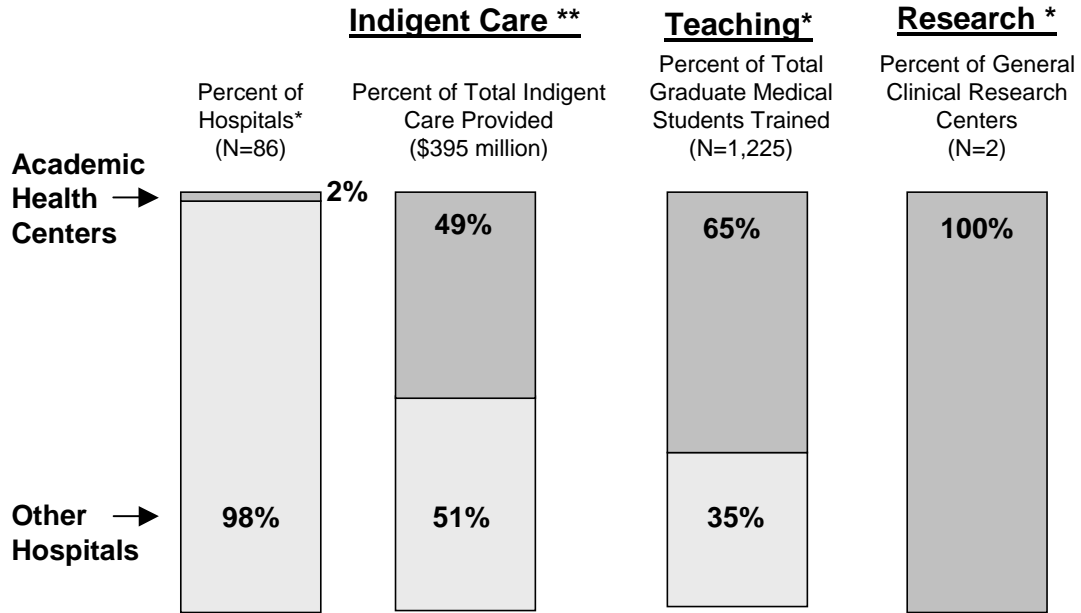 Indigent Care **
Teaching*
Research *
Percent of
Hospitals*
(N=86)
Percent of Total Indigent
Care Provided
($395 million)
Percent of Total
Graduate Medical
Students Trained
(N=1,225)
Percent of General
Clinical Research
Centers
(N=2)
Academic
Health
Centers
2%
49%
65%
100%
Other
Hospitals
98%
51%
35%